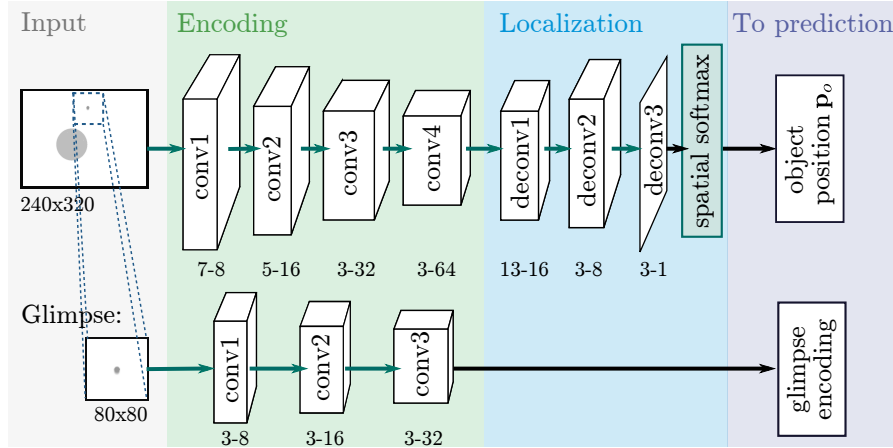 Input
Encoding
Localization
To prediction
conv1
conv2
conv3
conv4
deconv1
deconv2
deconv3
spatial softmax
object
position p_o
240x320
7-8
5-16
3-32
3-64
13-16
3-8
3-1
Glimpse:
conv1
conv2
conv3
glimpse
encoding
80x80
3-8
3-16
3-32